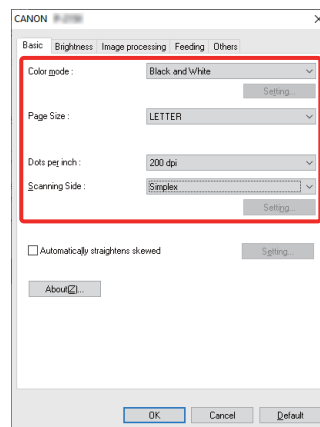 CANON
Basic Brightness Image processing Feeding Others
Color mode : Black and White
Setting...
Page Size : LETTER
Dots per inch : 200 dpi
Scanning Side : Simplex
Setting...
Automatically straightens skewed Setting...
About(Z)...
OK Cancel Default